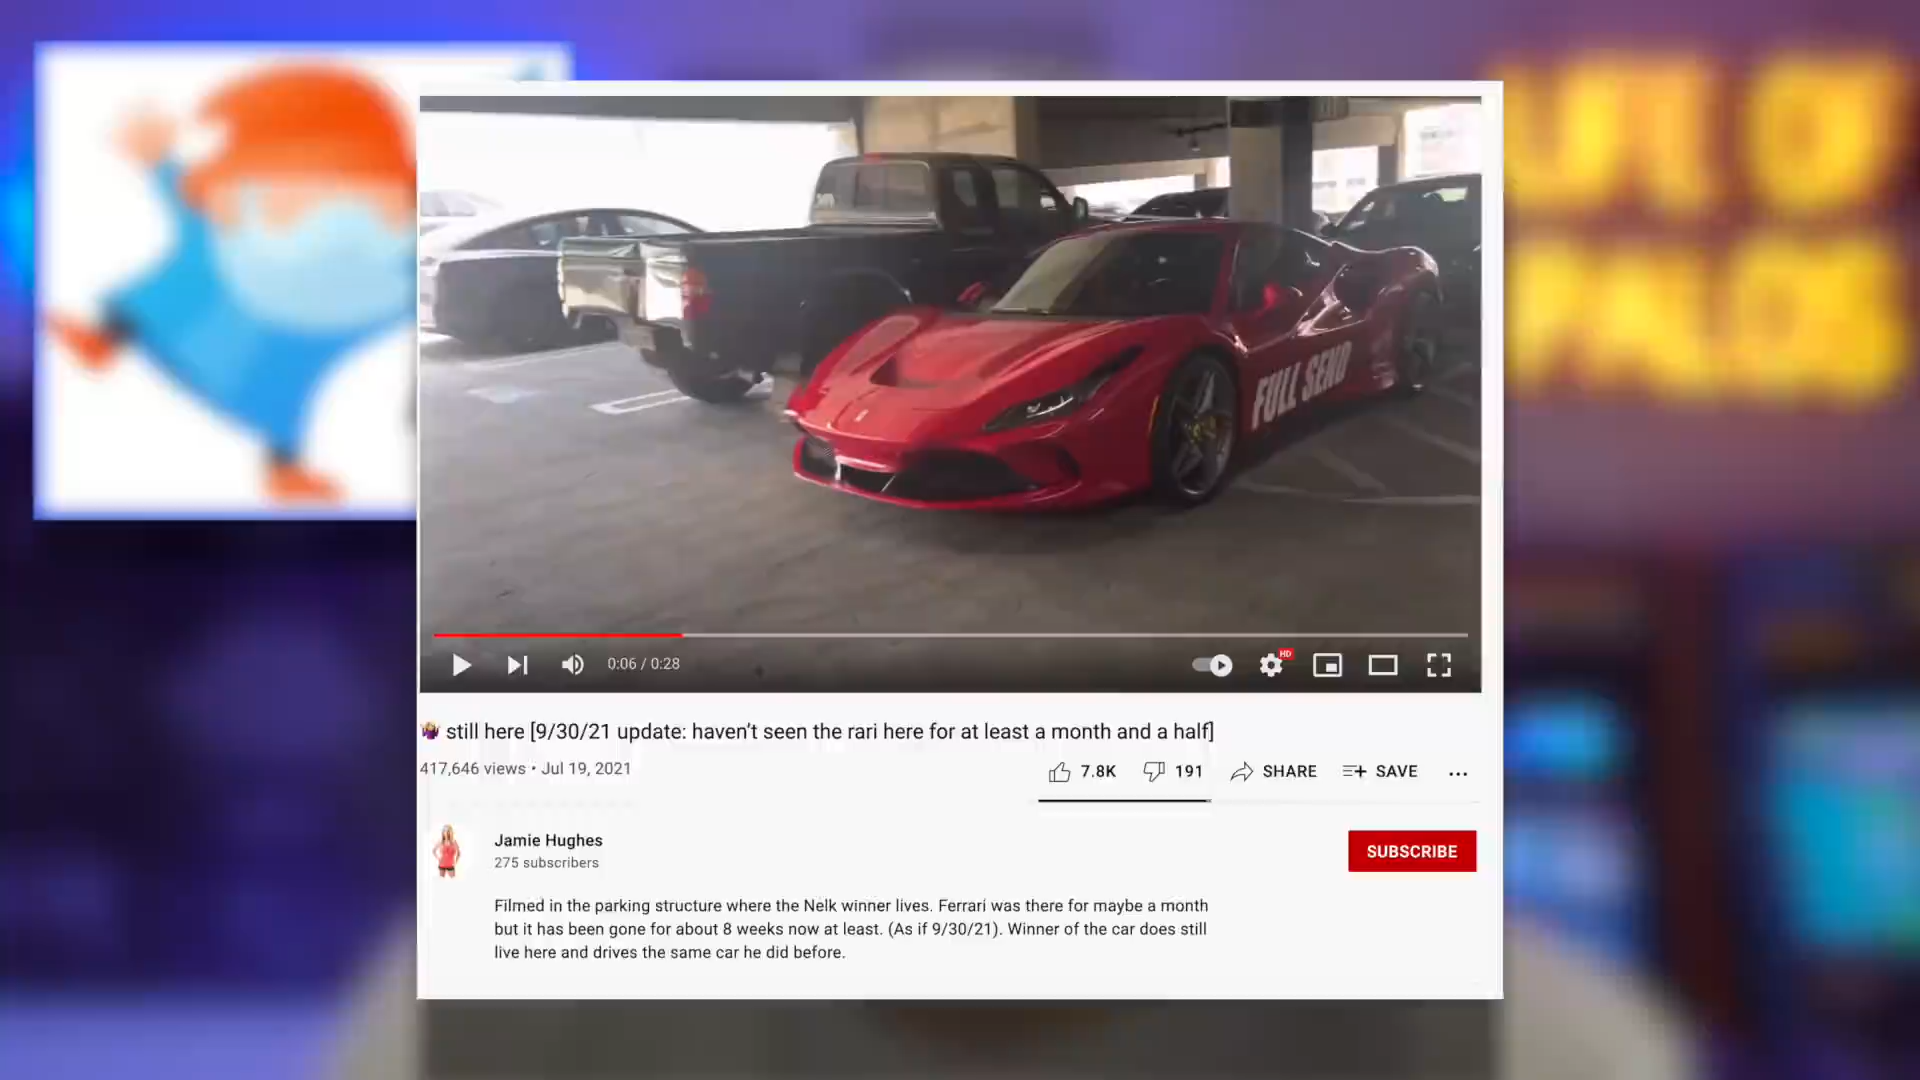 FULL SEND
0:06 / 0:28
HD
🤷‍♀️ still here [9/30/21 update: haven't seen the rari here for at least a month and a half]
417,646 views • Jul 19, 2021
7.8K 191 SHARE SAVE ...
Jamie Hughes
275 subscribers
SUBSCRIBE
Filmed in the parking structure where the Nelk winner lives. Ferrari was there for maybe a month
but it has been gone for about 8 weeks now at least. (As if 9/30/21). Winner of the car does still
live here and drives the same car he did before.